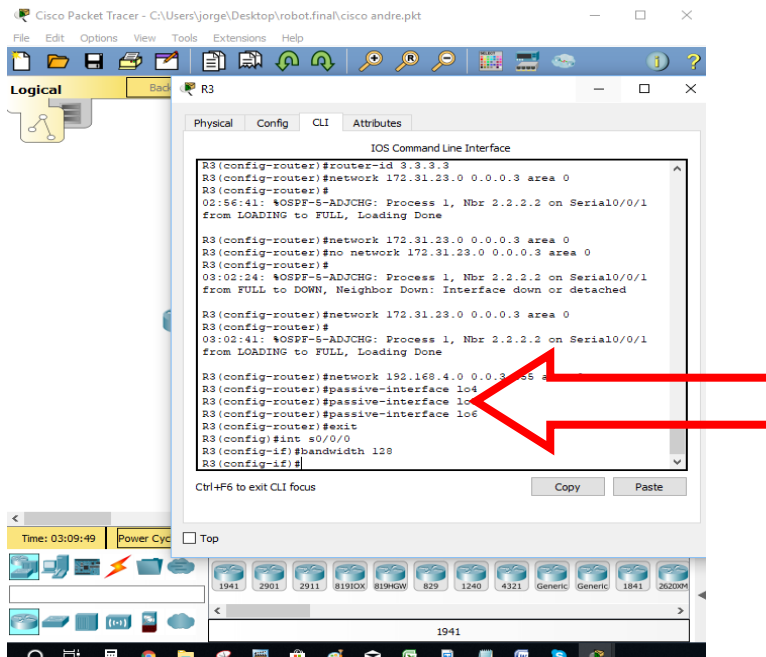 Cisco Packet Tracer - C:\Users\jorge\Desktop\robot.final\cisco andre.pkt
File Edit Options View Tools Extensions Help
Logical
Back
R3
Physical Config CLI Attributes
IOS Command Line Interface
R3(config-router)#router-id 3.3.3.3
R3(config-router)#network 172.31.23.0 0.0.0.3 area 0
R3(config-router)#
02:56:41: %OSPF-5-ADJCHG: Process 1, Nbr 2.2.2.2 on Serial0/0/1
from LOADING to FULL, Loading Done
R3(config-router)#network 172.31.23.0 0.0.0.3 area 0
R3(config-router)#no network 172.31.23.0 0.0.0.3 area 0
R3(config-router)#
03:02:24: %OSPF-5-ADJCHG: Process 1, Nbr 2.2.2.2 on Serial0/0/1
from FULL to DOWN, Neighbor Down: Interface down or detached
R3(config-router)#network 172.31.23.0 0.0.0.3 area 0
R3(config-router)#
03:02:41: %OSPF-5-ADJCHG: Process 1, Nbr 2.2.2.2 on Serial0/0/1
from LOADING to FULL, Loading Done
R3(config-router)#network 192.168.4.0
R3(config-router)#passive-interface lo4
R3(config-router)#passive-interface
R3(config-router)#passive-interface lo6
R3(config-router)#exit
R3(config)#int s0/0/0
R3(config-if)#bandwidth 128
R3(config-if)#
Ctrl+F6 to exit CLI focus
Copy
Paste
Top
Time: 03:09:49
Power Cyc
1941 2901 2911 819IOX 819HGW 829 1240 4321 Generic Generic 1841 2620XM
1941